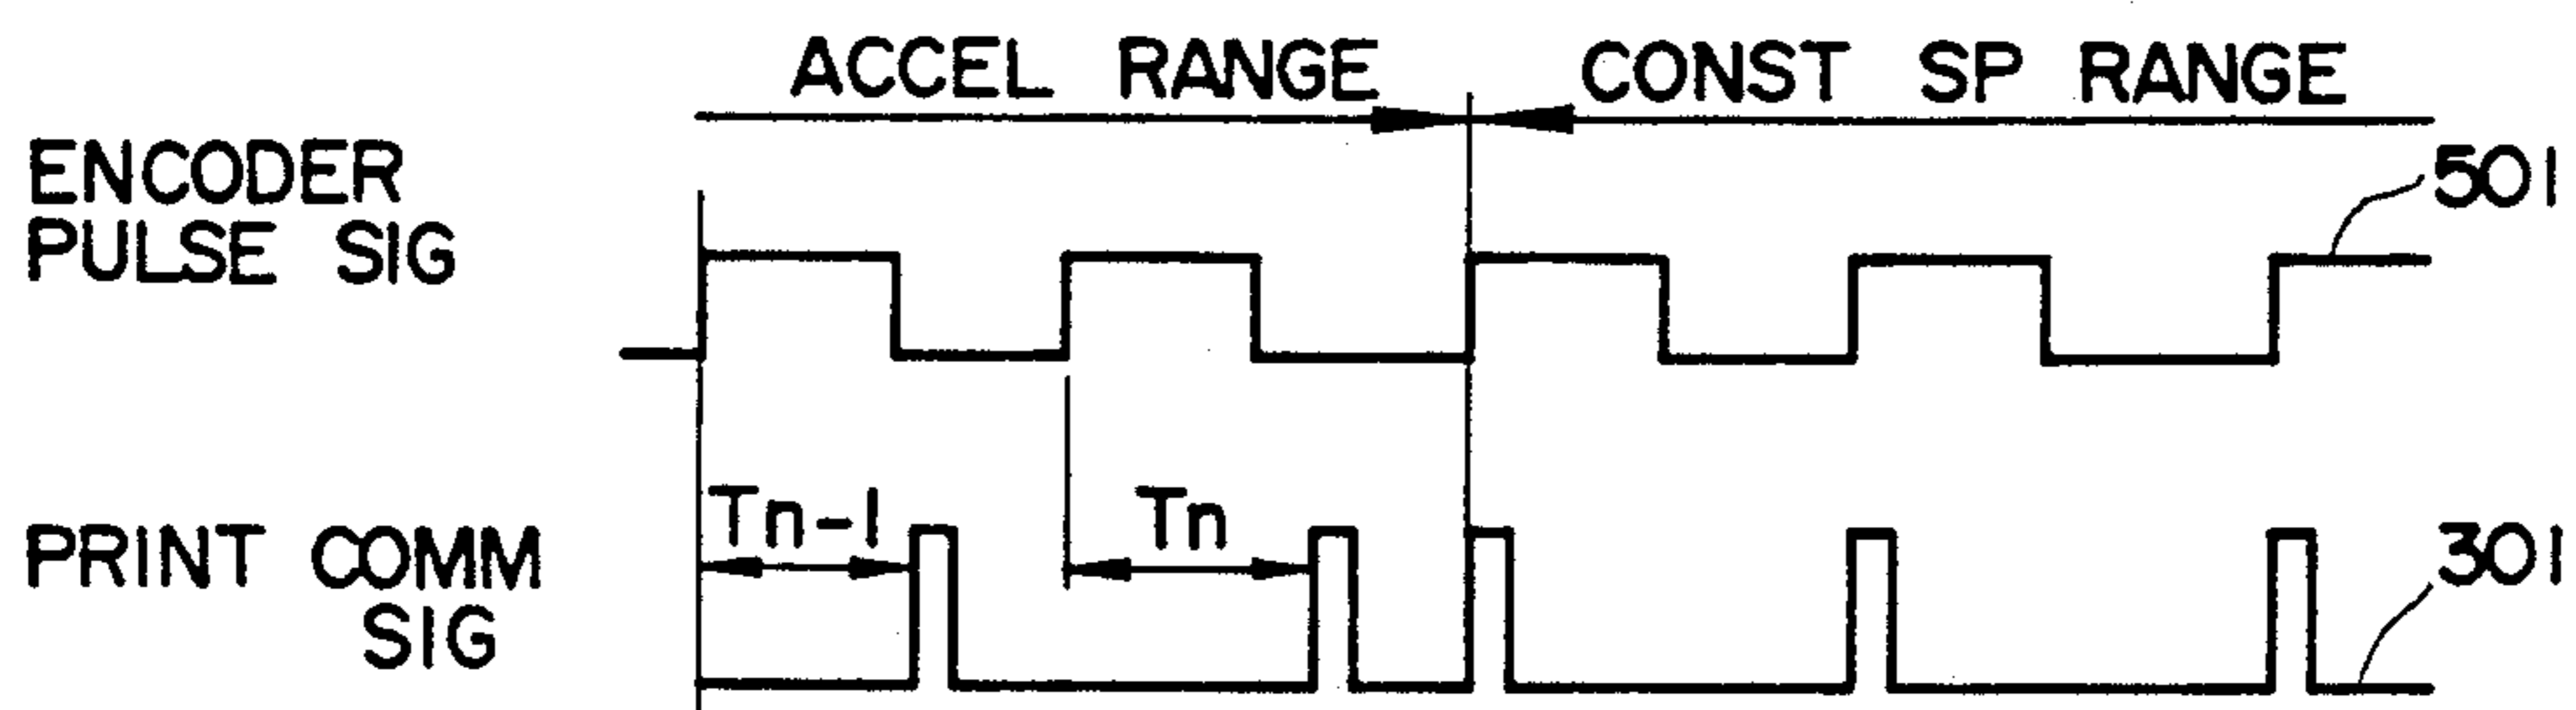 ACCEL RANGE
CONST SP RANGE
ENCODER
PULSE SIG
501
Tn-1
Tn
PRINT COMM
SIG
301